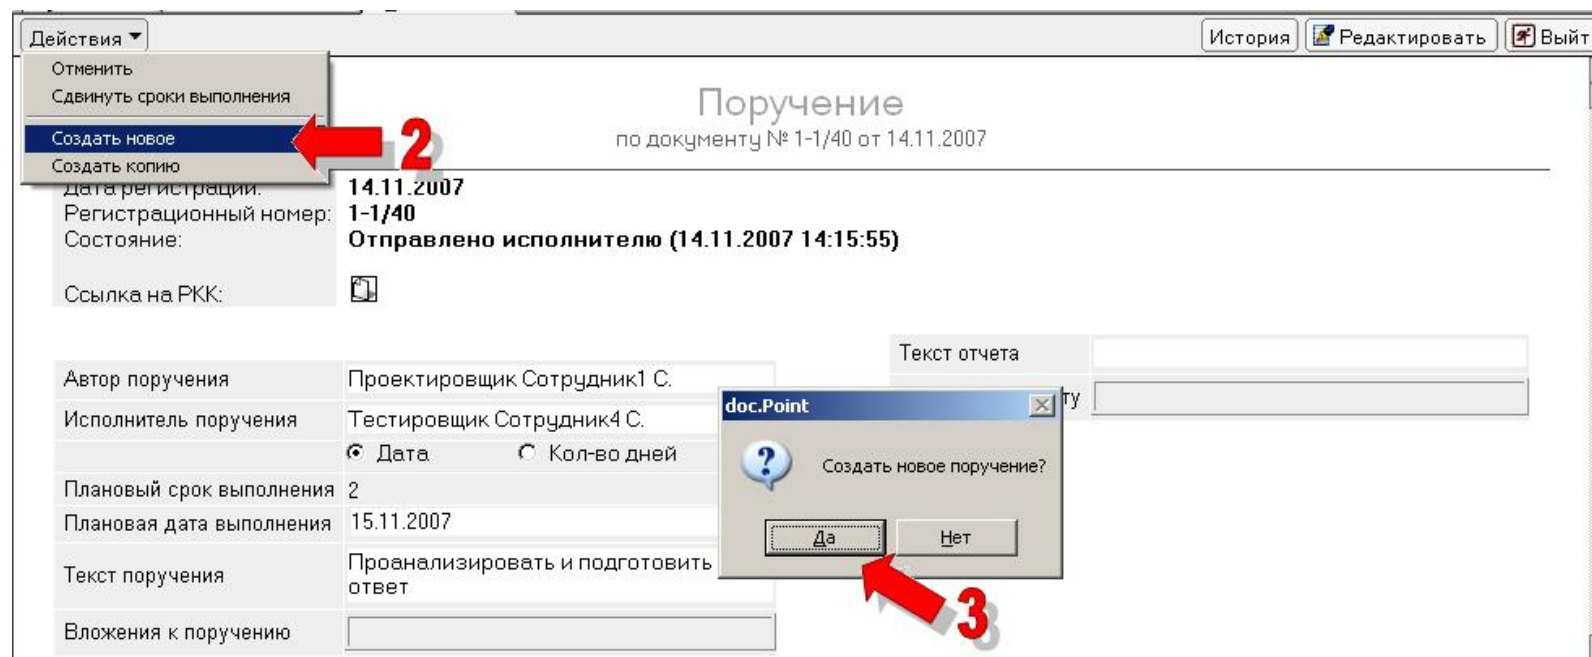 Действия
История
Редактировать
Выйт
Отменить
Сдвинуть сроки выполнения
Создать новое
Создать копию
2
Поручение
по документу № 1-1/40 от 14.11.2007
Дата регистрации: 14.11.2007
Регистрационный номер: 1-1/40
Состояние: Отправлено исполнителю (14.11.2007 14:15:55)
Ссылка на РКК:
Текст отчета
ту
Автор поручения Проектировщик Сотрудник1 С.
Исполнитель поручения Тестировщик Сотрудник4 С.
Дата Кол-во дней
Плановый срок выполнения 2
Плановая дата выполнения 15.11.2007
Текст поручения Проанализировать и подготовить
ответ
Вложения к поручению
doc.Point
Создать новое поручение?
Да Нет
3